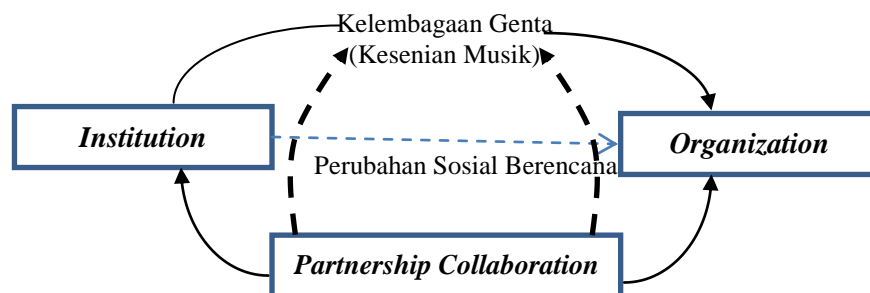 Kelembagaan Genta
(Kesenian Musik)
Institution
Organization
Perubahan Sosial Berencana
Partnership Collaboration